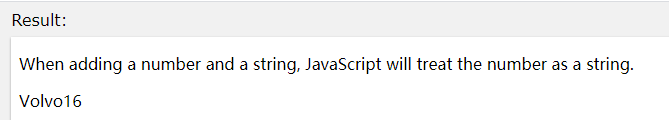 Result:
When adding a number and a string, JavaScript will treat the number as a string.
Volvo16